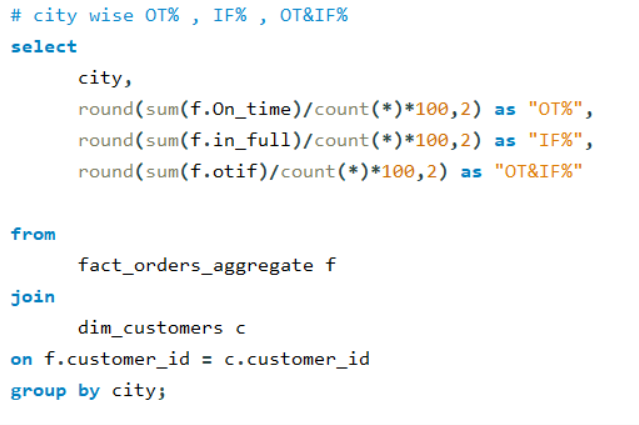 # city wise OT% , IF% , OT&IF%
select
city,
round(sum(f.On_time)/count(*)*100,2) as "OT%",
round(sum(f.in_full)/count(*)*100,2) as "IF%",
round(sum(f.otif)/count(*)*100,2) as "OT&IF%"
from
fact_orders_aggregate f
join
dim_customers c
on f.customer_id = c.customer_id
group by city;